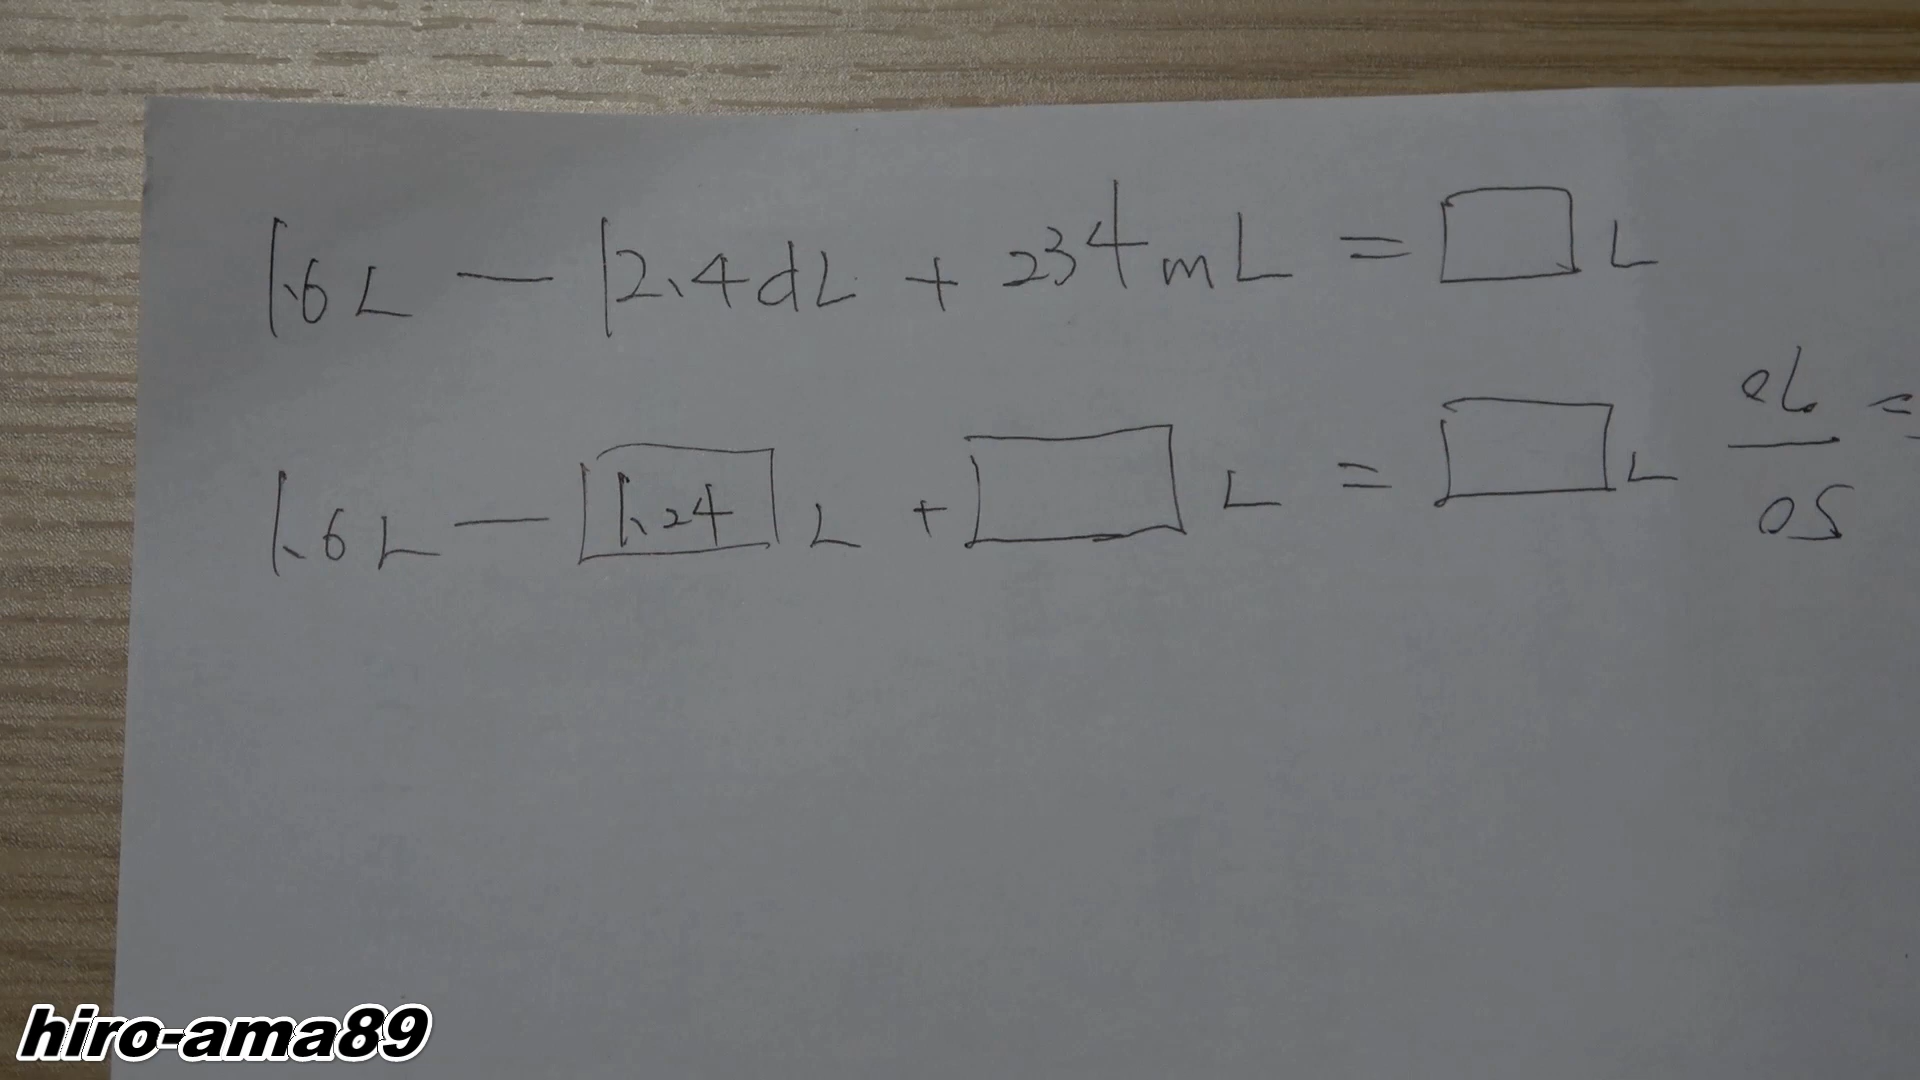 1.6L - 12.4dL + 234mL = □ L
1.6L - 1.24 L + □ L = □ L
hiro-ama89